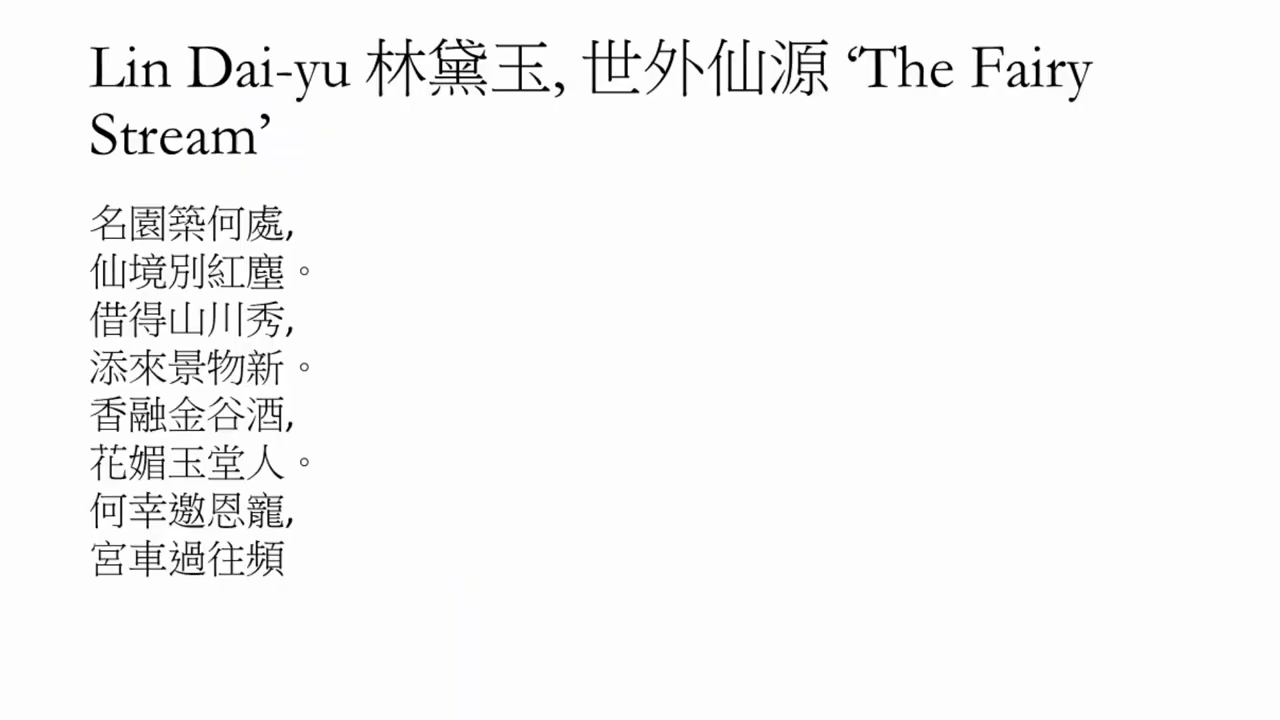 Lin Dai-yu 林黛玉, 世外仙源 ‘The Fairy
Stream’
名園築何處,
仙境別紅塵。
借得山川秀,
添來景物新。
香融金谷酒,
花媚玉堂人。
何幸邀恩寵,
宮車過往頻